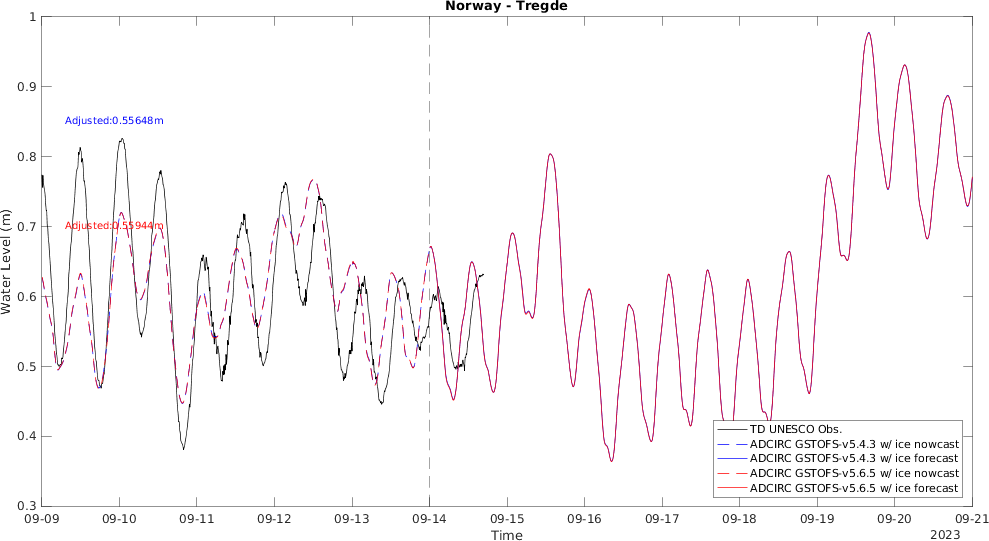 Norway - Tregde
1
0.9
0.8
0.7
0.6
0.5
0.4
0.3
Water Level (m)
Adjusted:0.55648m
Adjusted:0.55944m
TD UNESCO Obs.
ADCIRC GSTOFS-v5.4.3 w/ ice nowcast
ADCIRC GSTOFS-v5.4.3 w/ ice forecast
ADCIRC GSTOFS-v5.6.5 w/ ice nowcast
ADCIRC GSTOFS-v5.6.5 w/ ice forecast
09-09 09-10 09-11 09-12 09-13 09-14 09-15 09-16 09-17 09-18 09-19 09-20 09-21
Time
2023